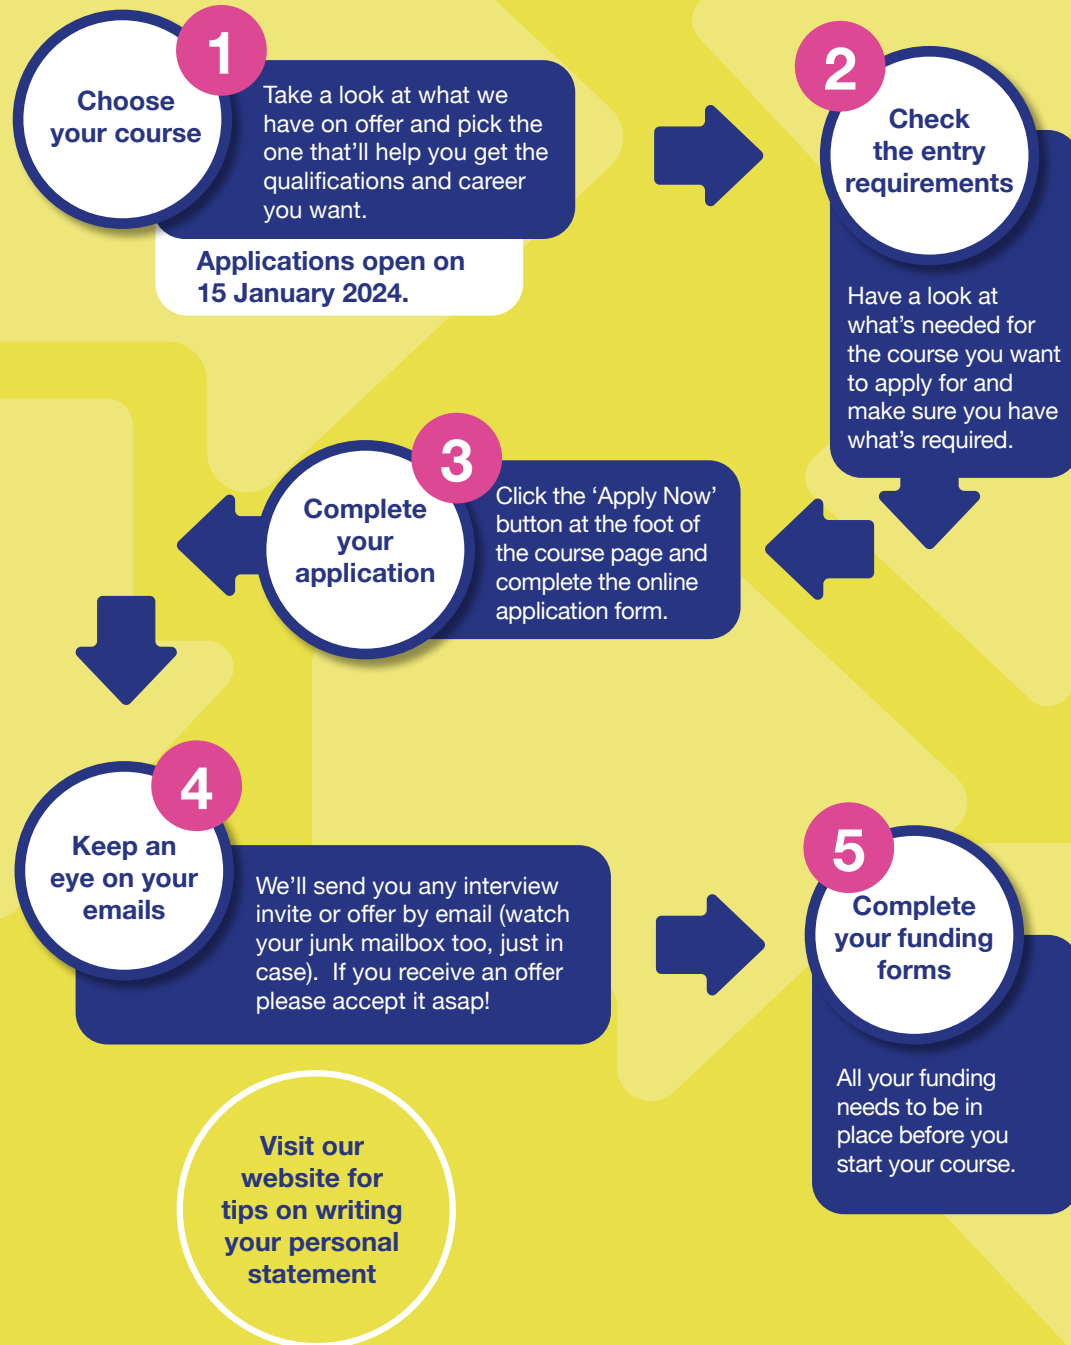 1
Choose
your course
Take a look at what we
have on offer and pick the
one that'll help you get the
qualifications and career
you want.
Applications open on
15 January 2024.
2
Check
the entry
requirements
Have a look at
what's needed for
the course you want
to apply for and
make sure you have
what's required.
3
Complete
your
application
Click the 'Apply Now'
button at the foot of
the course page and
complete the online
application form.
4
Keep an
eye on your
emails
We'll send you any interview
invite or offer by email (watch
your junk mailbox too, just in
case).  If you receive an offer
please accept it asap!
5
Complete
your funding
forms
All your funding
needs to be in
place before you
start your course.
Visit our
website for
tips on writing
your personal
statement